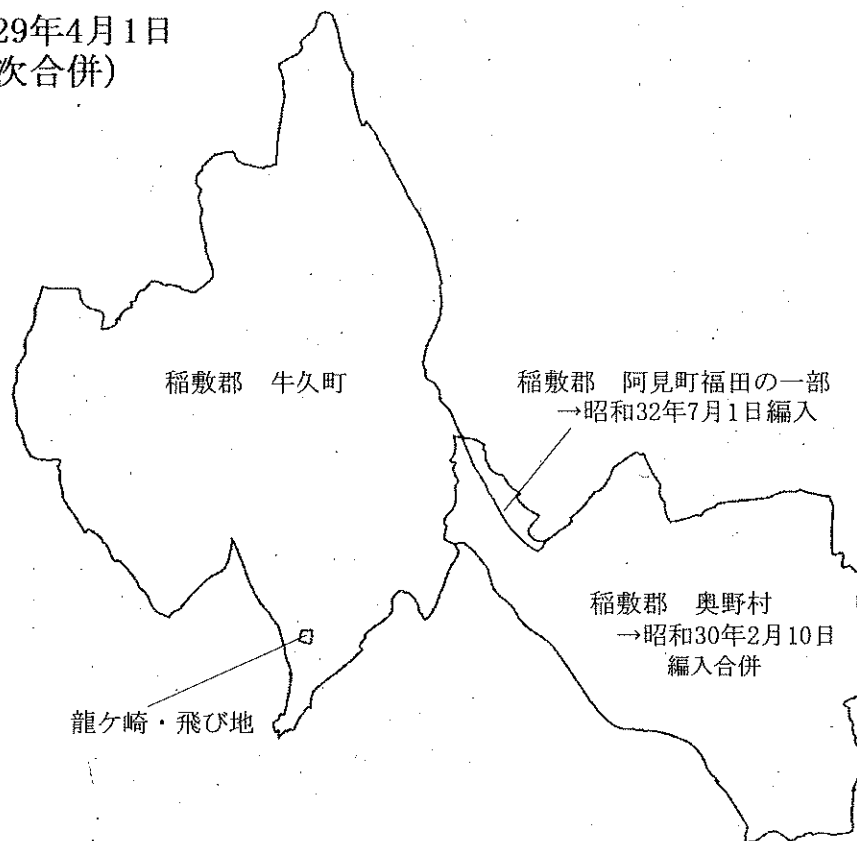 29年4月1日
次合併）
稲敷郡　牛久町
稲敷郡　阿見町福田の一部
→昭和32年7月1日編入
稲敷郡　奥野村
→昭和30年2月10日
編入合併
龍ケ崎・飛び地